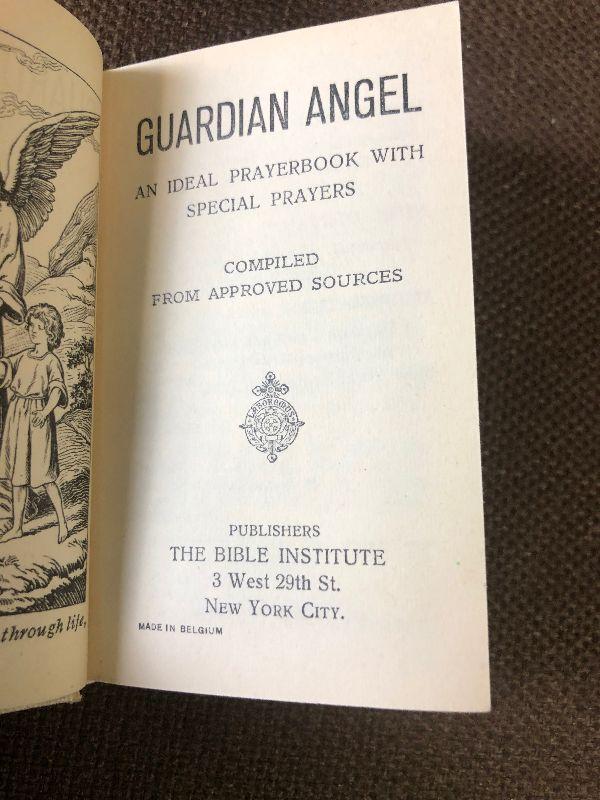 through life,
GUARDIAN ANGEL
AN IDEAL PRAYERBOOK WITH
SPECIAL PRAYERS
COMPILED
FROM APPROVED SOURCES
LABOREMUS
PUBLISHERS
THE BIBLE INSTITUTE
3 West 29th St.
NEW YORK CITY.
MADE IN BELGIUM